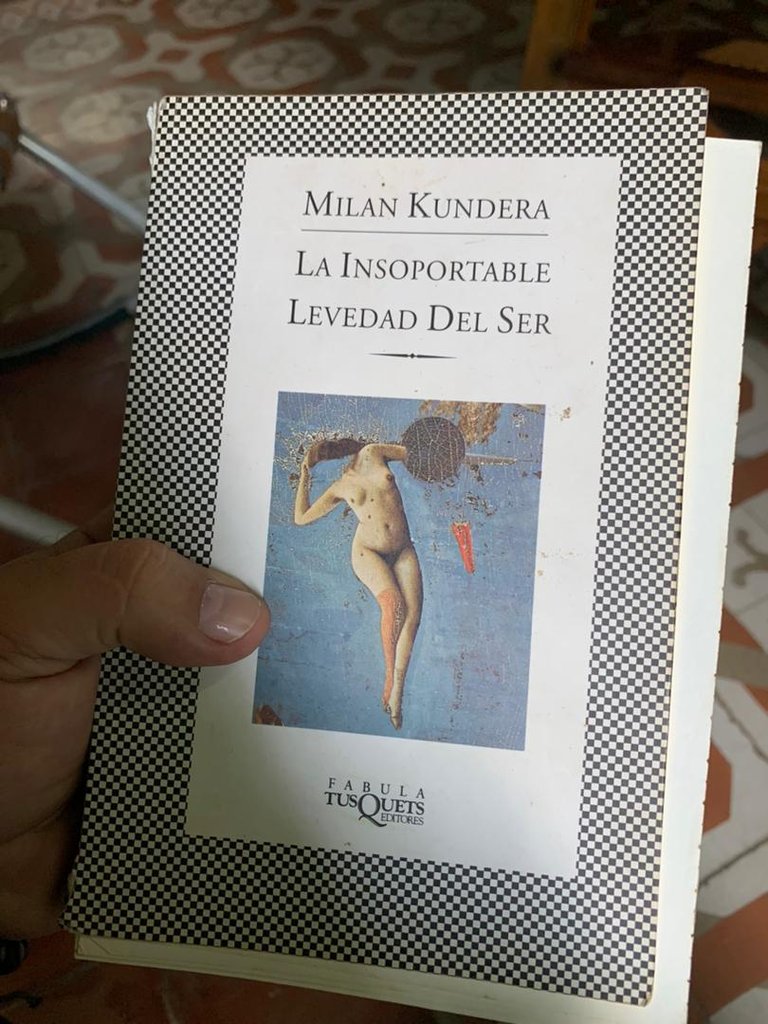 MILAN KUNDERA
LA INSOPORTABLE
LEVEDAD DEL SER
FABULA
TUSQUETS
EDITORES